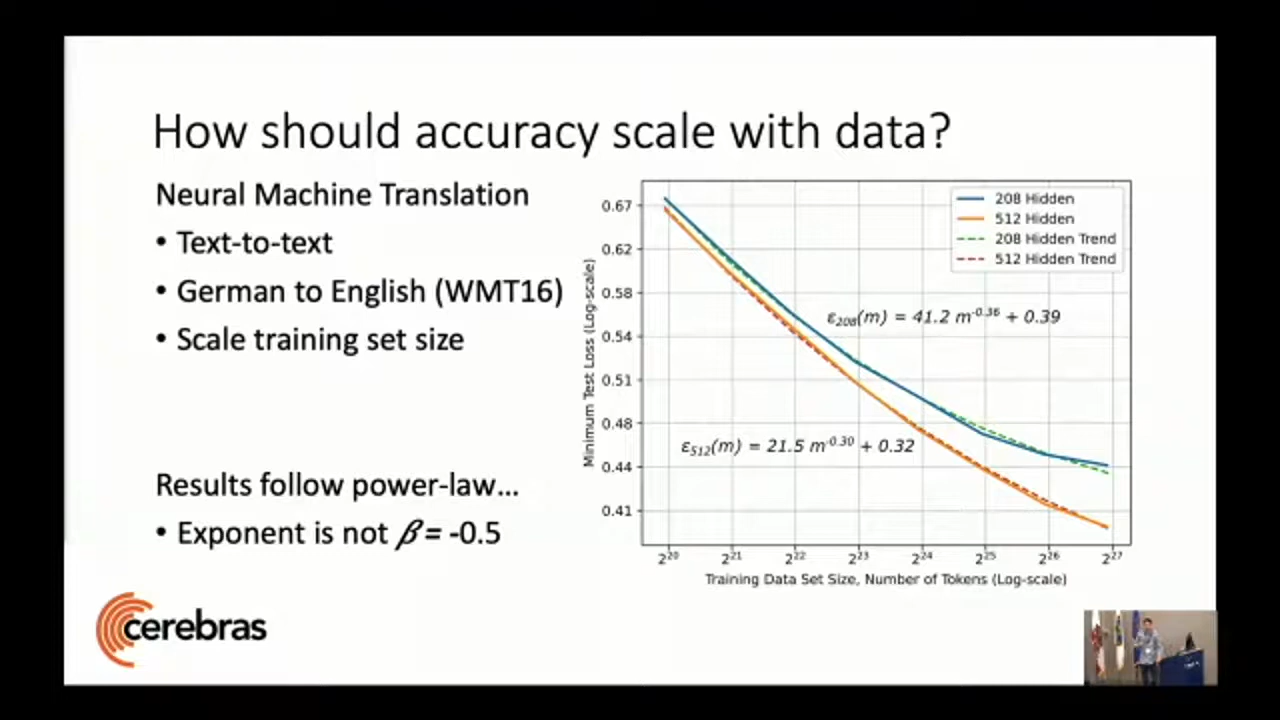 How should accuracy scale with data?
Neural Machine Translation
• Text-to-text
• German to English (WMT16)
• Scale training set size
Results follow power-law...
• Exponent is not β = -0.5
cerebras
Minimum Test Loss (Log-scale)
0.67
0.62
0.58
0.54
0.51
0.48
0.44
0.41
208 Hidden
512 Hidden
208 Hidden Trend
512 Hidden Trend
ε₂₀₈(m) = 41.2 m⁻⁰·³⁶ + 0.39
ε₅₁₂(m) = 21.5 m⁻⁰·³⁰ + 0.32
2²⁰ 2²¹ 2²² 2²³ 2²⁴ 2²⁵ 2²⁶ 2²⁷
Training Data Set Size, Number of Tokens (Log-scale)